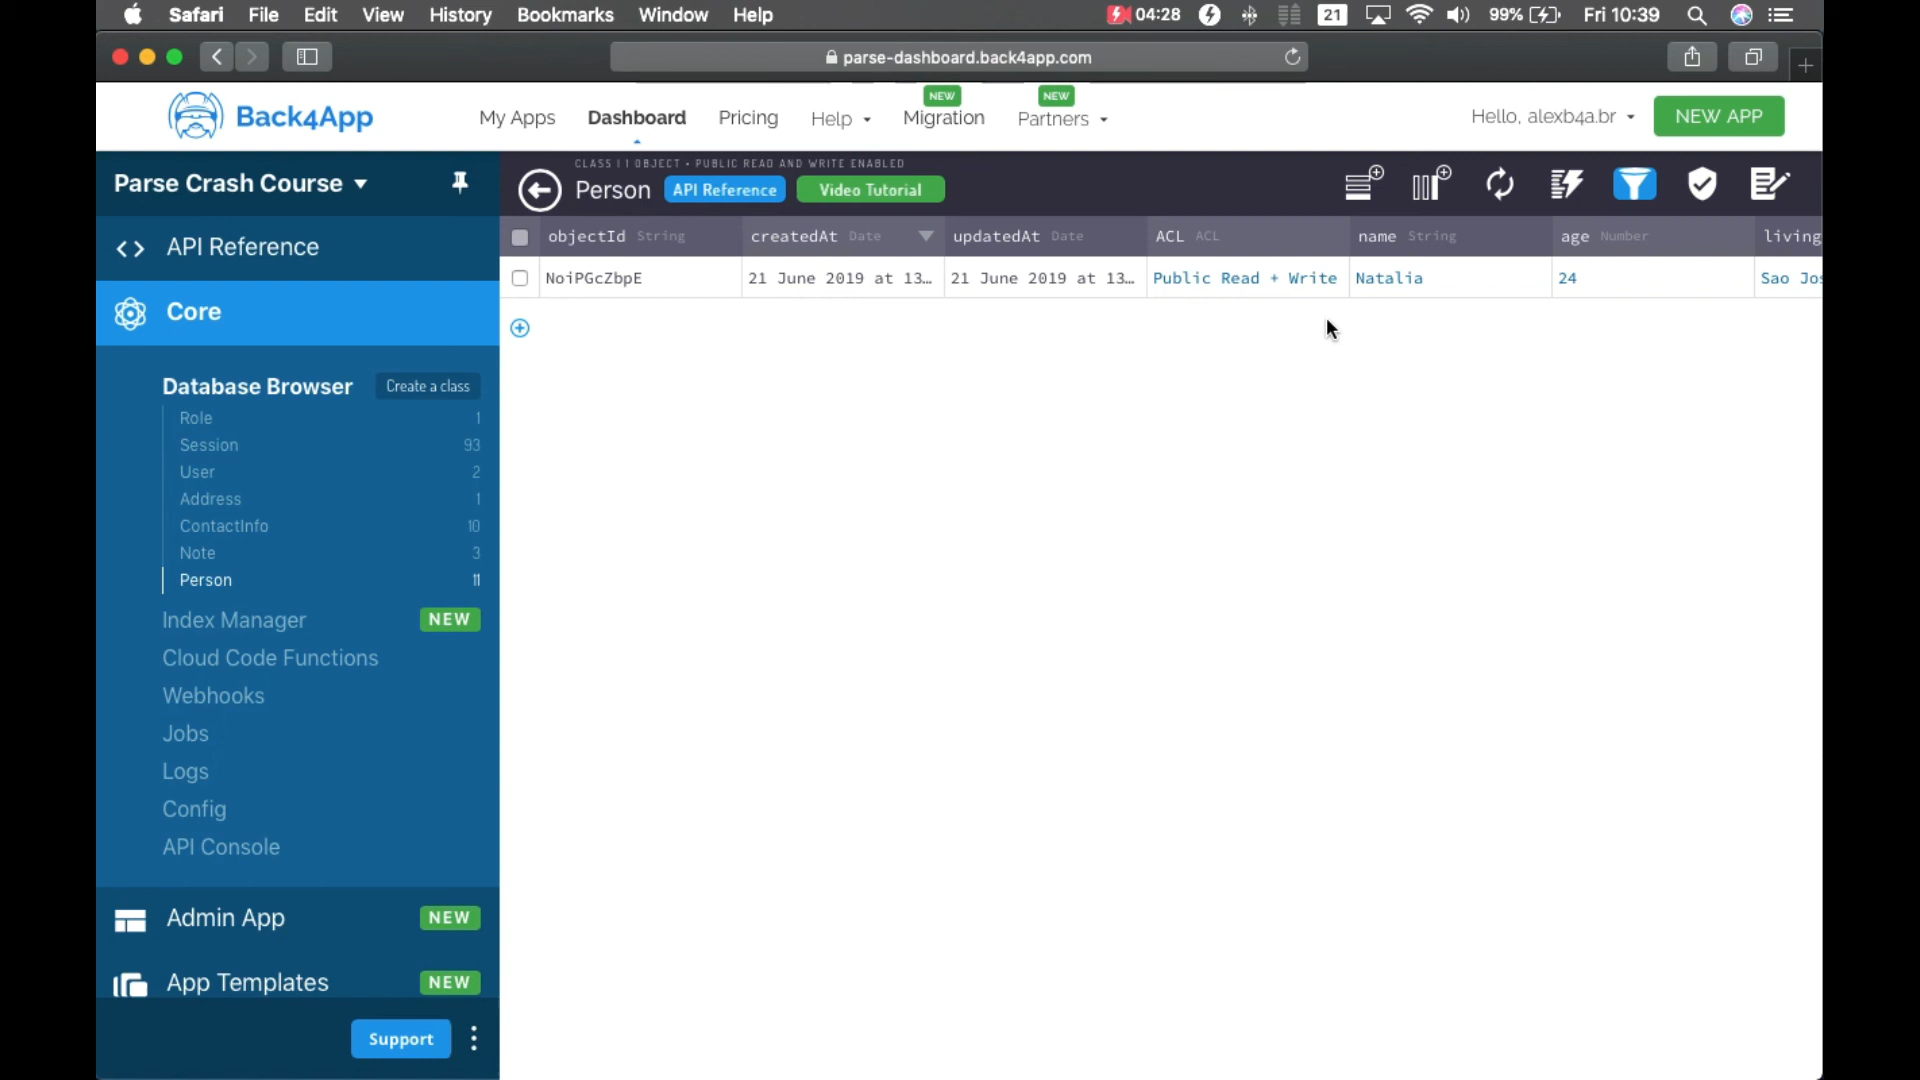 Safari File Edit View History Bookmarks Window Help 04:28 21 99% Fri 10:39
parse-dashboard.back4app.com
Back4App My Apps Dashboard Pricing Help NEW Migration NEW Partners Hello, alexb4a.br NEW APP
Parse Crash Course
CLASS | 1 OBJECT • PUBLIC READ AND WRITE ENABLED
Person API Reference Video Tutorial
objectId String createdAt Date updatedAt Date ACL ACL name String age Number living
NoiPGcZbpE 21 June 2019 at 13... 21 June 2019 at 13... Public Read + Write Natalia 24 Sao Jos
API Reference
Core
Database Browser Create a class
Role 1
Session 93
User 2
Address 1
ContactInfo 10
Note 3
Person 11
Index Manager NEW
Cloud Code Functions
Webhooks
Jobs
Logs
Config
API Console
Admin App NEW
App Templates NEW
Support